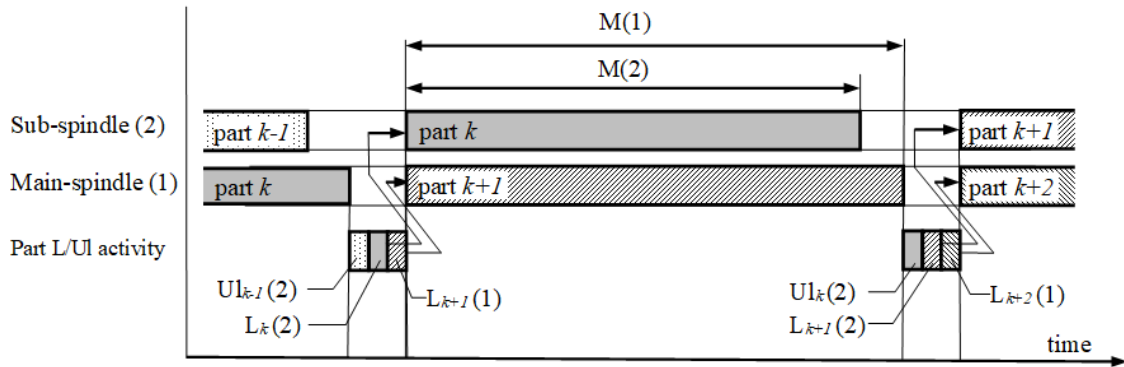 M(1)
M(2)
Sub-spindle (2)
part k-1
part k
part k+1
Main-spindle (1)
part k
part k+1
part k+2
Part L/Ul activity
Ulk-1(2)
Lk+1(1)
Lk(2)
Ulk(2)
Lk+2(1)
Lk+1(2)
time